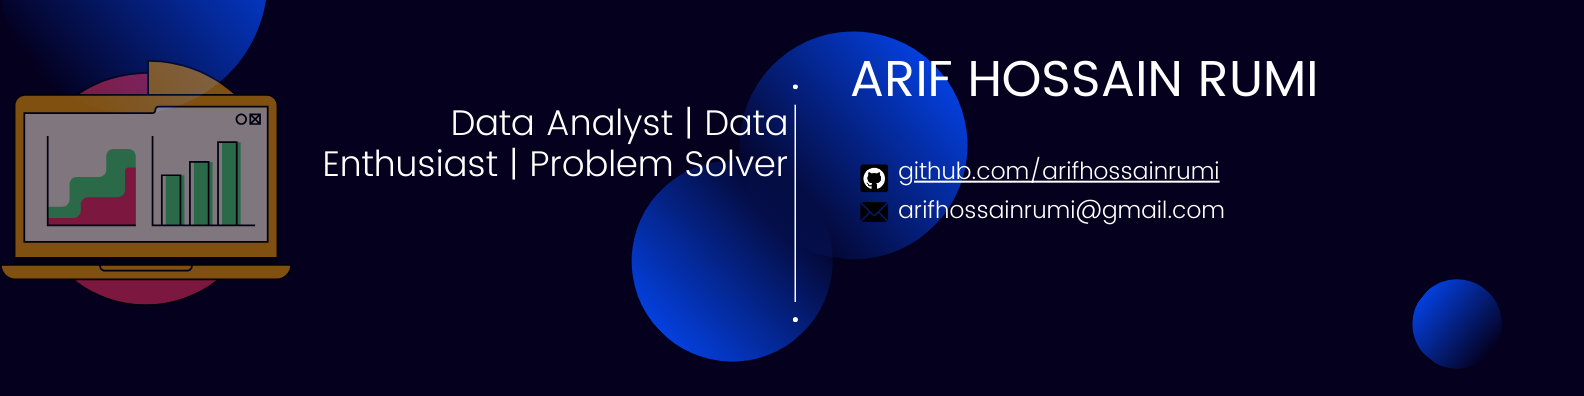 Data Analyst | Data
Enthusiast | Problem Solver
ARIF HOSSAIN RUMI
github.com/arifhossainrumi
arifhossainrumi@gmail.com